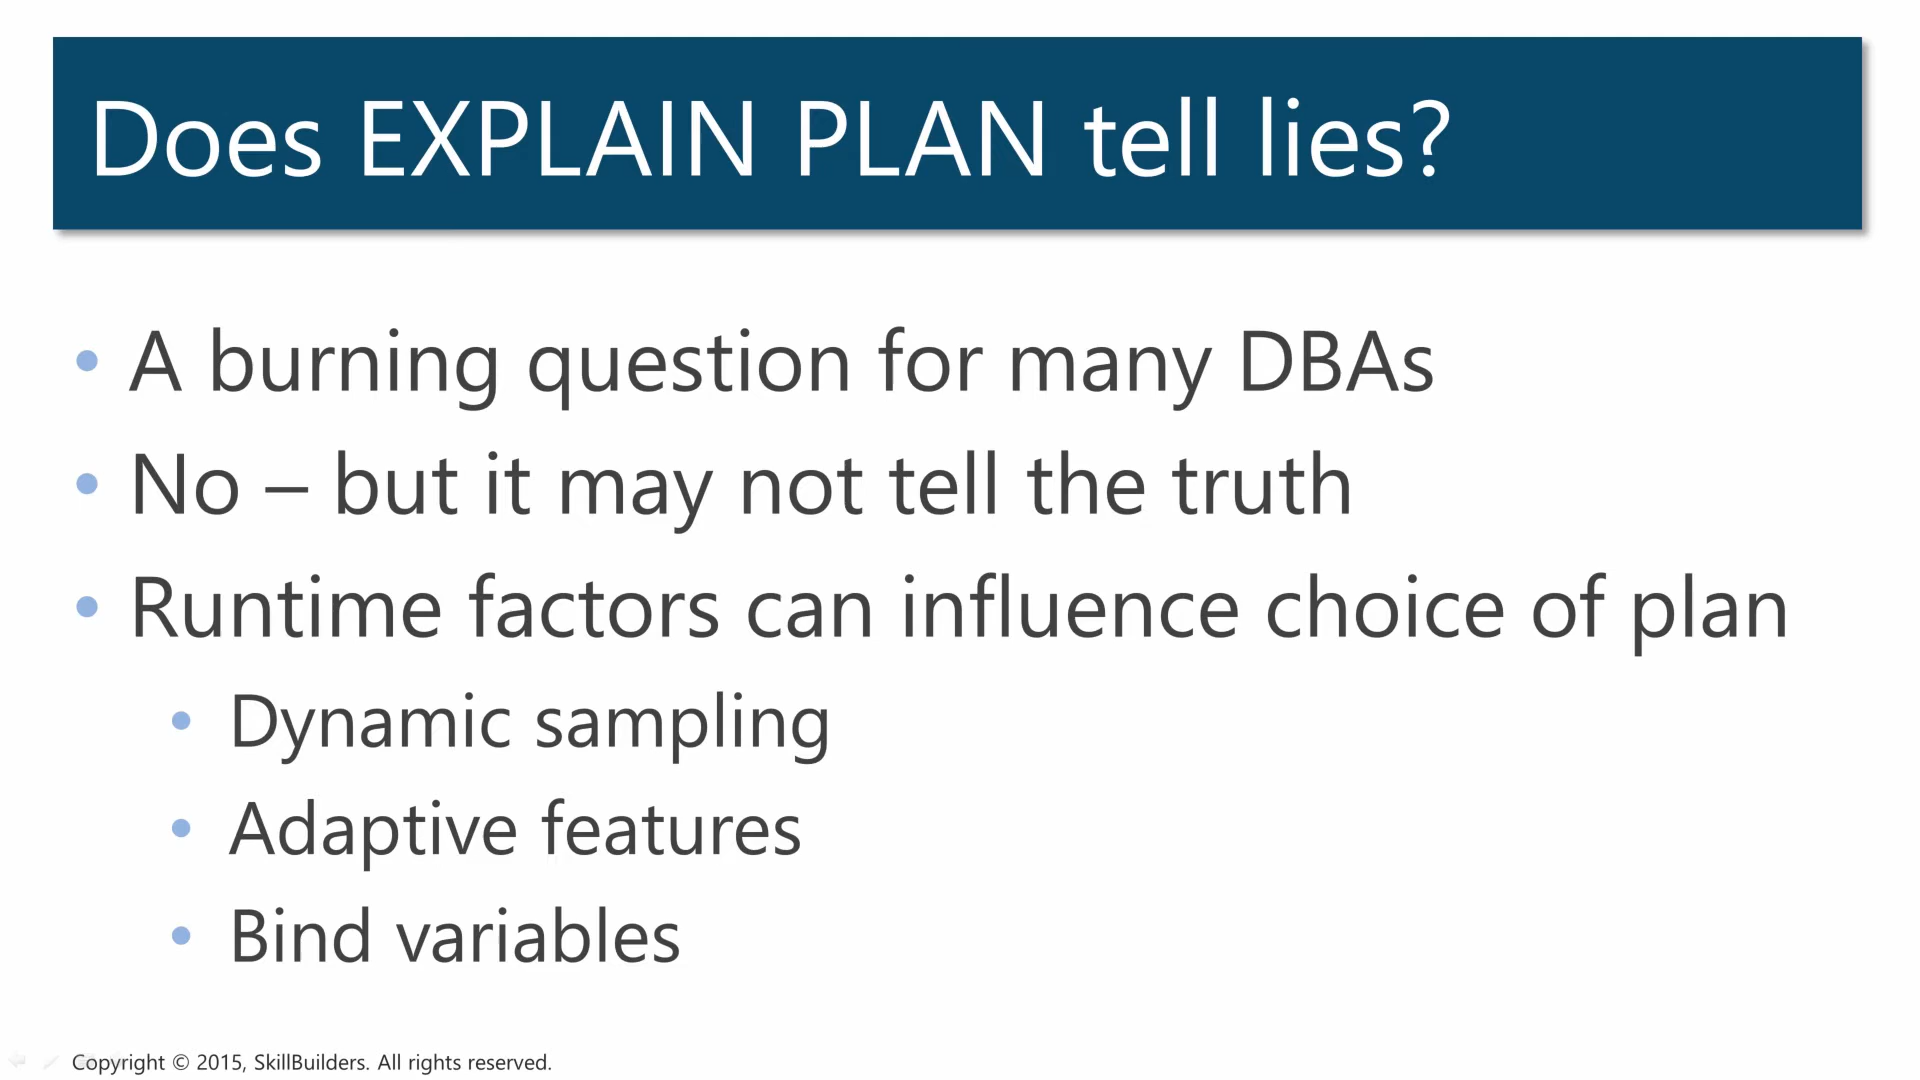 Does EXPLAIN PLAN tell lies?
• A burning question for many DBAs
• No – but it may not tell the truth
• Runtime factors can influence choice of plan
• Dynamic sampling
• Adaptive features
• Bind variables
Copyright © 2015, SkillBuilders. All rights reserved.